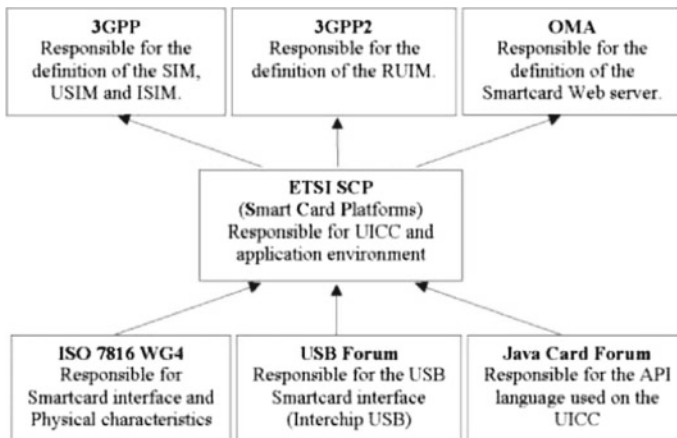 3GPP
Responsible for the
definition of the SIM,
USIM and ISIM.
3GPP2
Responsible for the
definition of the RUIM.
OMA
Responsible for the
definition of the
Smartcard Web server.
ETSI SCP
(Smart Card Platforms)
Responsible for UICC and
application environment
ISO 7816 WG4
Responsible for
Smartcard interface and
Physical characteristics
USB Forum
Responsible for the USB
Smartcard interface
(Interchip USB)
Java Card Forum
Responsible for the API
language used on the
UICC